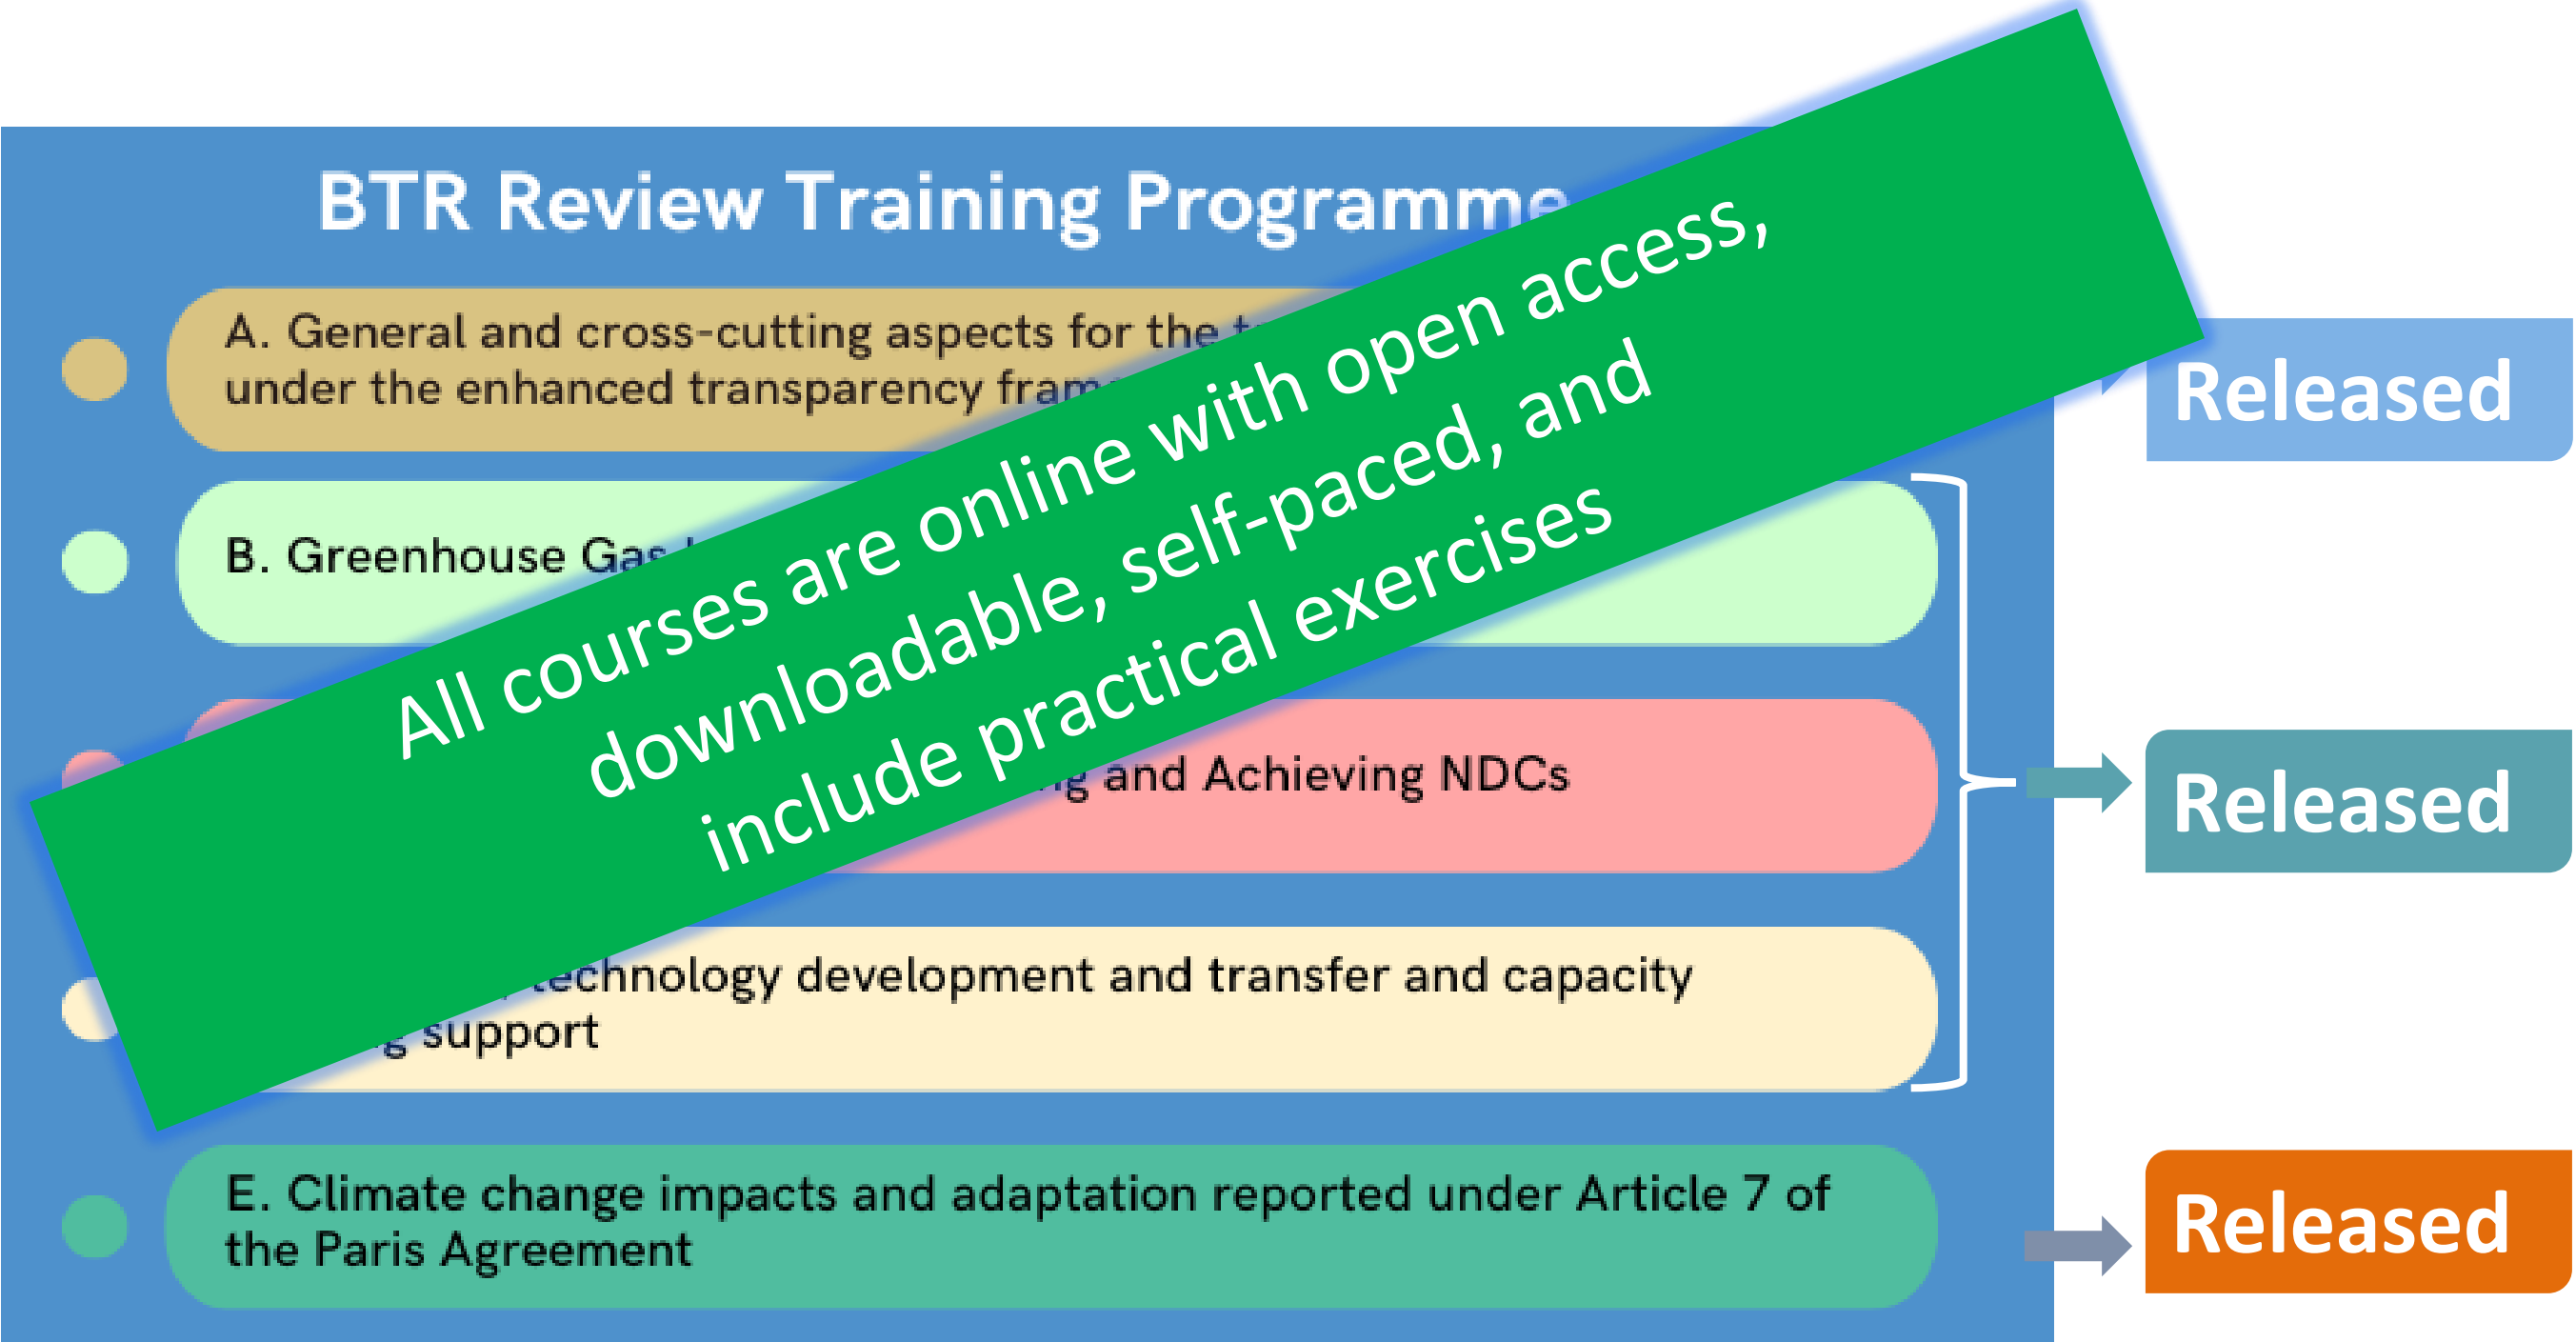 BTR Review Training Programme
A. General and cross-cutting aspects for the
under the enhanced transparency
Released
B. Greenhouse Gas
and Achieving NDCs
Released
technology development and transfer and capacity
support
E. Climate change impacts and adaptation reported under Article 7 of
the Paris Agreement
Released
All courses are online with open access,
downloadable, self-paced, and
include practical exercises